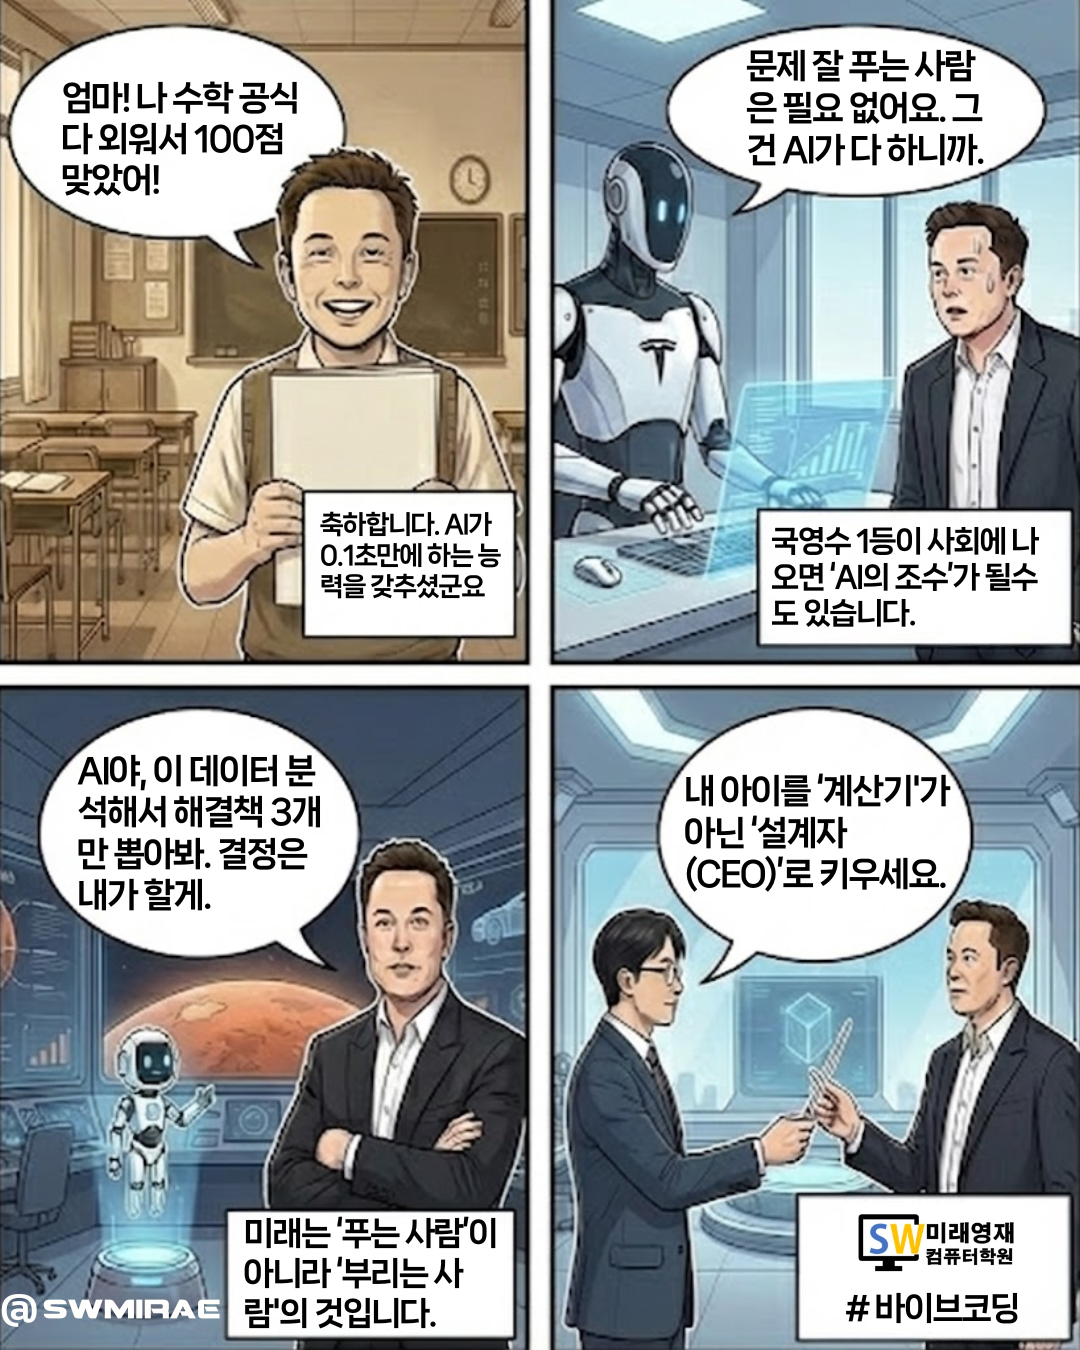 엄마! 나 수학 공식
다 외워서 100점
맞았어!
축하합니다. AI가
0.1초만에 하는 능
력을 갖추셨군요
문제 잘 푸는 사람
은 필요 없어요. 그
건 AI가 다 하니까.
국영수 1등이 사회에 나
오면 ‘AI의 조수’가 될수
도 있습니다.
AI야, 이 데이터 분
석해서 해결책 3개
만 뽑아봐. 결정은
내가 할게.
미래는 ‘푸는 사람’이
아니라 ‘부리는 사
람'의 것입니다.
@SWMIRAE
내 아이를 ‘계산기'가
아닌 ‘설계자
(CEO)’로 키우세요.
SW미래영재
컴퓨터학원
# 바이브코딩